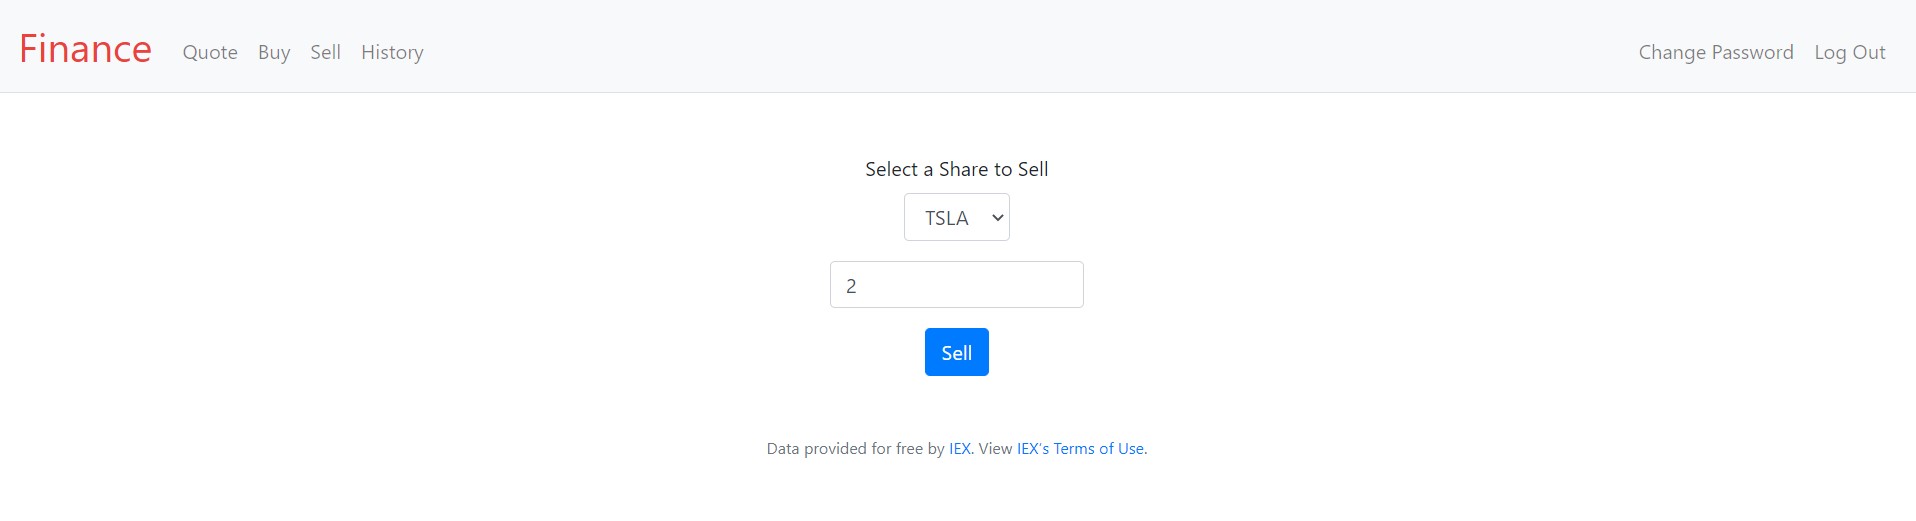 Finance Quote Buy Sell History Change Password Log Out
Select a Share to Sell
TSLA
2
Sell
Data provided for free by IEX. View IEX's Terms of Use.